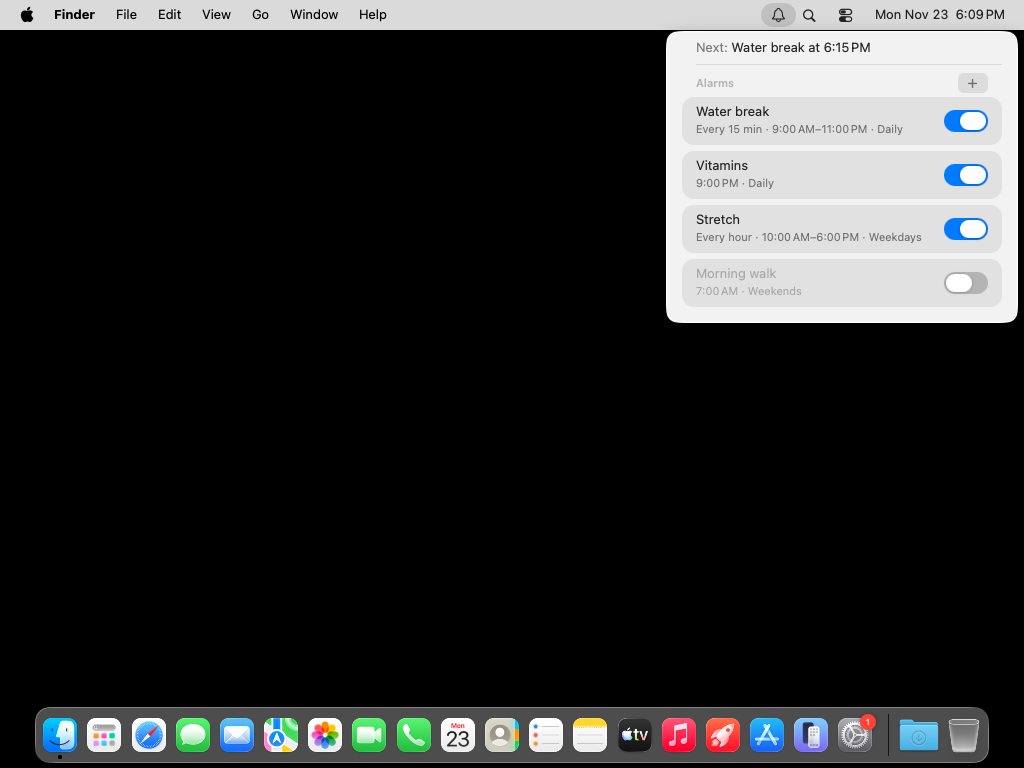 Finder File Edit View Go Window Help Mon Nov 23 6:09 PM
Next: Water break at 6:15 PM
Alarms
Water break
Every 15 min · 9:00 AM–11:00 PM · Daily
Vitamins
9:00 PM · Daily
Stretch
Every hour · 10:00 AM–6:00 PM · Weekdays
Morning walk
7:00 AM · Weekends
Mon
23
tv
1